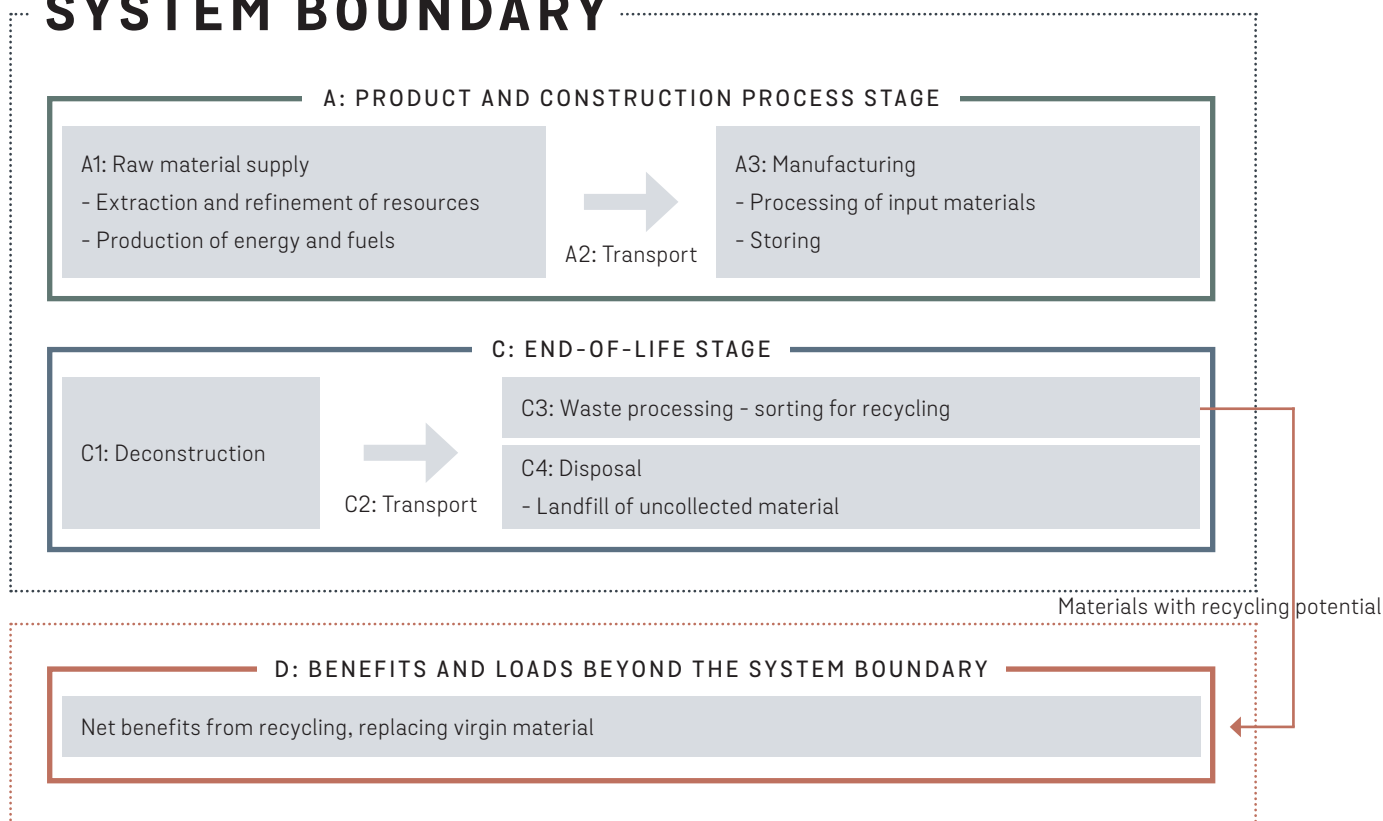 SYSTEM BOUNDARY
A: PRODUCT AND CONSTRUCTION PROCESS STAGE
A1: Raw material supply
- Extraction and refinement of resources
- Production of energy and fuels
A2: Transport
A3: Manufacturing
- Processing of input materials
- Storing
C: END-OF-LIFE STAGE
C1: Deconstruction
C2: Transport
C3: Waste processing - sorting for recycling
C4: Disposal
- Landfill of uncollected material
Materials with recycling potential
D: BENEFITS AND LOADS BEYOND THE SYSTEM BOUNDARY
Net benefits from recycling, replacing virgin material